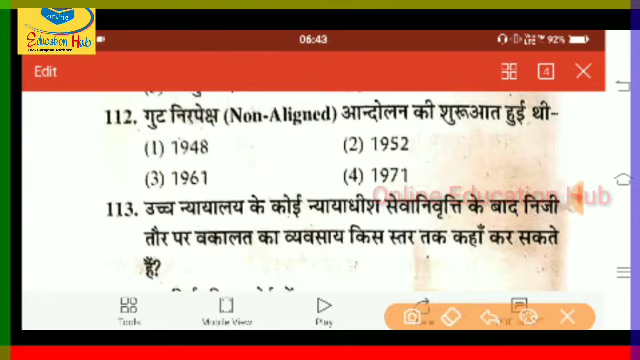 online
Education Hub
06:43
92%
Edit
4
112. गुट निरपेक्ष (Non-Aligned) आन्दोलन की शुरूआत हुई थी–
(1) 1948
(2) 1952
(3) 1961
(4) 1971
Online Education Hub
113. उच्च न्यायालय के कोई न्यायाधीश सेवानिवृत्ति के बाद निजी
तौर पर वकालत का व्यवसाय किस स्तर तक कहाँ कर सकते
हैं?
Tools
Mobile View
Play